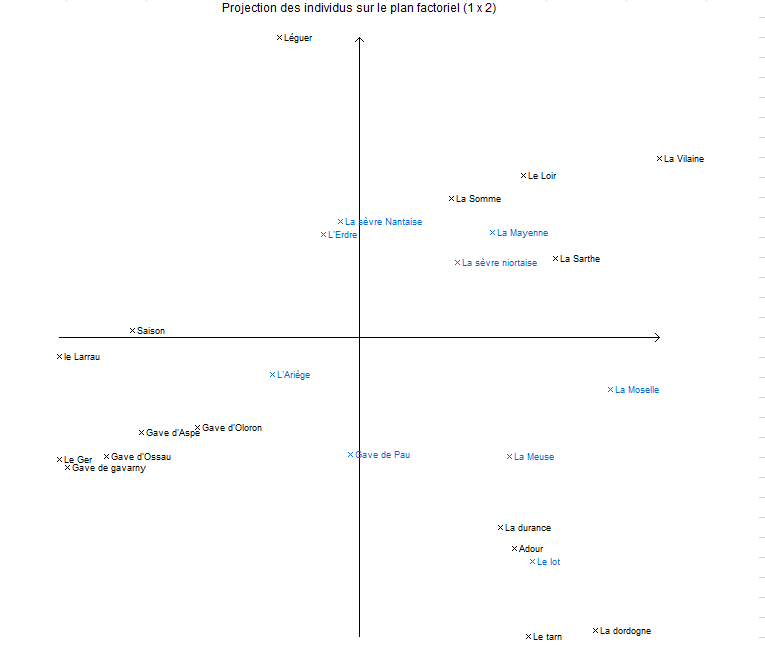 Projection des individus sur le plan factoriel (1 x 2)
Léguer
La Vilaine
Le Loir
La Somme
La sèvre Nantaise
L'Erdre
La Mayenne
La Sarthe
La sèvre niortaise
Saison
le Larrau
L'Ariège
La Moselle
Gave d'Oloron
Gave d'Aspe
Gave de Pau
Gave d'Ossau
La Meuse
Le Ger
Gave de gavarny
La durance
Adour
Le lot
La dordogne
Le tarn